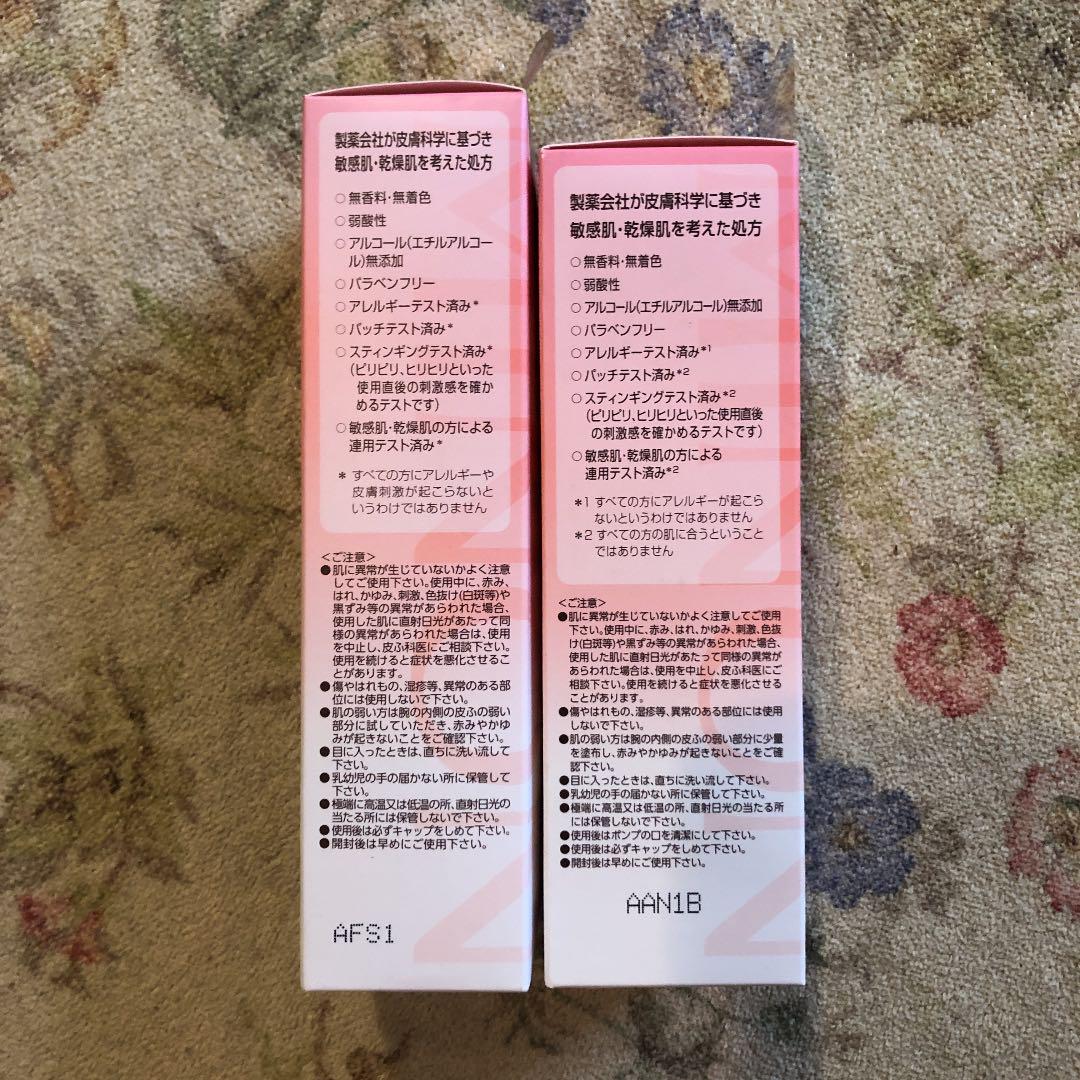 製薬会社が皮膚科学に基づき
敏感肌・乾燥肌を考えた処方
○無香料・無着色
○弱酸性
○アルコール(エチルアルコー
ル)無添加
○パラベンフリー
○アレルギーテスト済み*
○パッチテスト済み*
○スティンギングテスト済み*
(ピリピリ、ヒリヒリといった
使用直後の刺激感を確か
めるテストです)
○敏感肌・乾燥肌の方による
連用テスト済み*
* すべての方にアレルギーや
皮膚刺激が起こらないと
いうわけではありません
<ご注意>
●肌に異常が生じていないかよく注意
してご使用下さい。使用中に、赤み、
はれ、かゆみ、刺激、色抜け(白斑等)や
黒ずみ等の異常があらわれた場合、
使用した肌に直射日光があたって同
様の異常があらわれた場合は、使用
を中止し、皮ふ科医にご相談下さい。
使用を続けると症状を悪化させるこ
とがあります。
●傷やはれもの、湿疹等、異常のある部
位には使用しないで下さい。
●肌の弱い方は腕の内側の皮ふの弱い
部分に試していただき、赤みやかゆ
みが起きないことをご確認下さい。
●目に入ったときは、直ちに洗い流して
下さい。
●乳幼児の手の届かない所に保管して
下さい。
●極端に高温又は低温の所、直射日光の
当たる所には保管しないで下さい。
●使用後は必ずキャップをしめて下さい。
●開封後は早めにご使用下さい。
AFS1
製薬会社が皮膚科学に基づき
敏感肌・乾燥肌を考えた処方
○無香料・無着色
○弱酸性
○アルコール(エチルアルコール)無添加
○パラベンフリー
○アレルギーテスト済み*1
○パッチテスト済み*2
○スティンギングテスト済み*2
(ピリピリ、ヒリヒリといった使用直後
の刺激感を確かめるテストです)
○敏感肌・乾燥肌の方による
連用テスト済み*2
*1 すべての方にアレルギーが起こら
ないというわけではありません
*2 すべての方の肌に合うということ
ではありません
<ご注意>
●肌に異常が生じていないかよく注意してご使用
下さい。使用中に、赤み、はれ、かゆみ、刺激、色抜
け(白斑等)や黒ずみ等の異常があらわれた場合、
使用した肌に直射日光があたって同様の異常が
あらわれた場合は、使用を中止し、皮ふ科医にご
相談下さい。使用を続けると症状を悪化させる
ことがあります。
●傷やはれもの、湿疹等、異常のある部位には使用
しないで下さい。
●肌の弱い方は腕の内側の皮ふの弱い部分に少量
を塗布し、赤みやかゆみが起きないことをご確
認下さい。
●目に入ったときは、直ちに洗い流して下さい。
●乳幼児の手の届かない所に保管して下さい。
●極端に高温又は低温の所、直射日光の当たる所
には保管しないで下さい。
●使用後はポンプの口を清潔にして下さい。
●使用後は必ずキャップをしめて下さい。
●開封後は早めにご使用下さい。
AAN1B